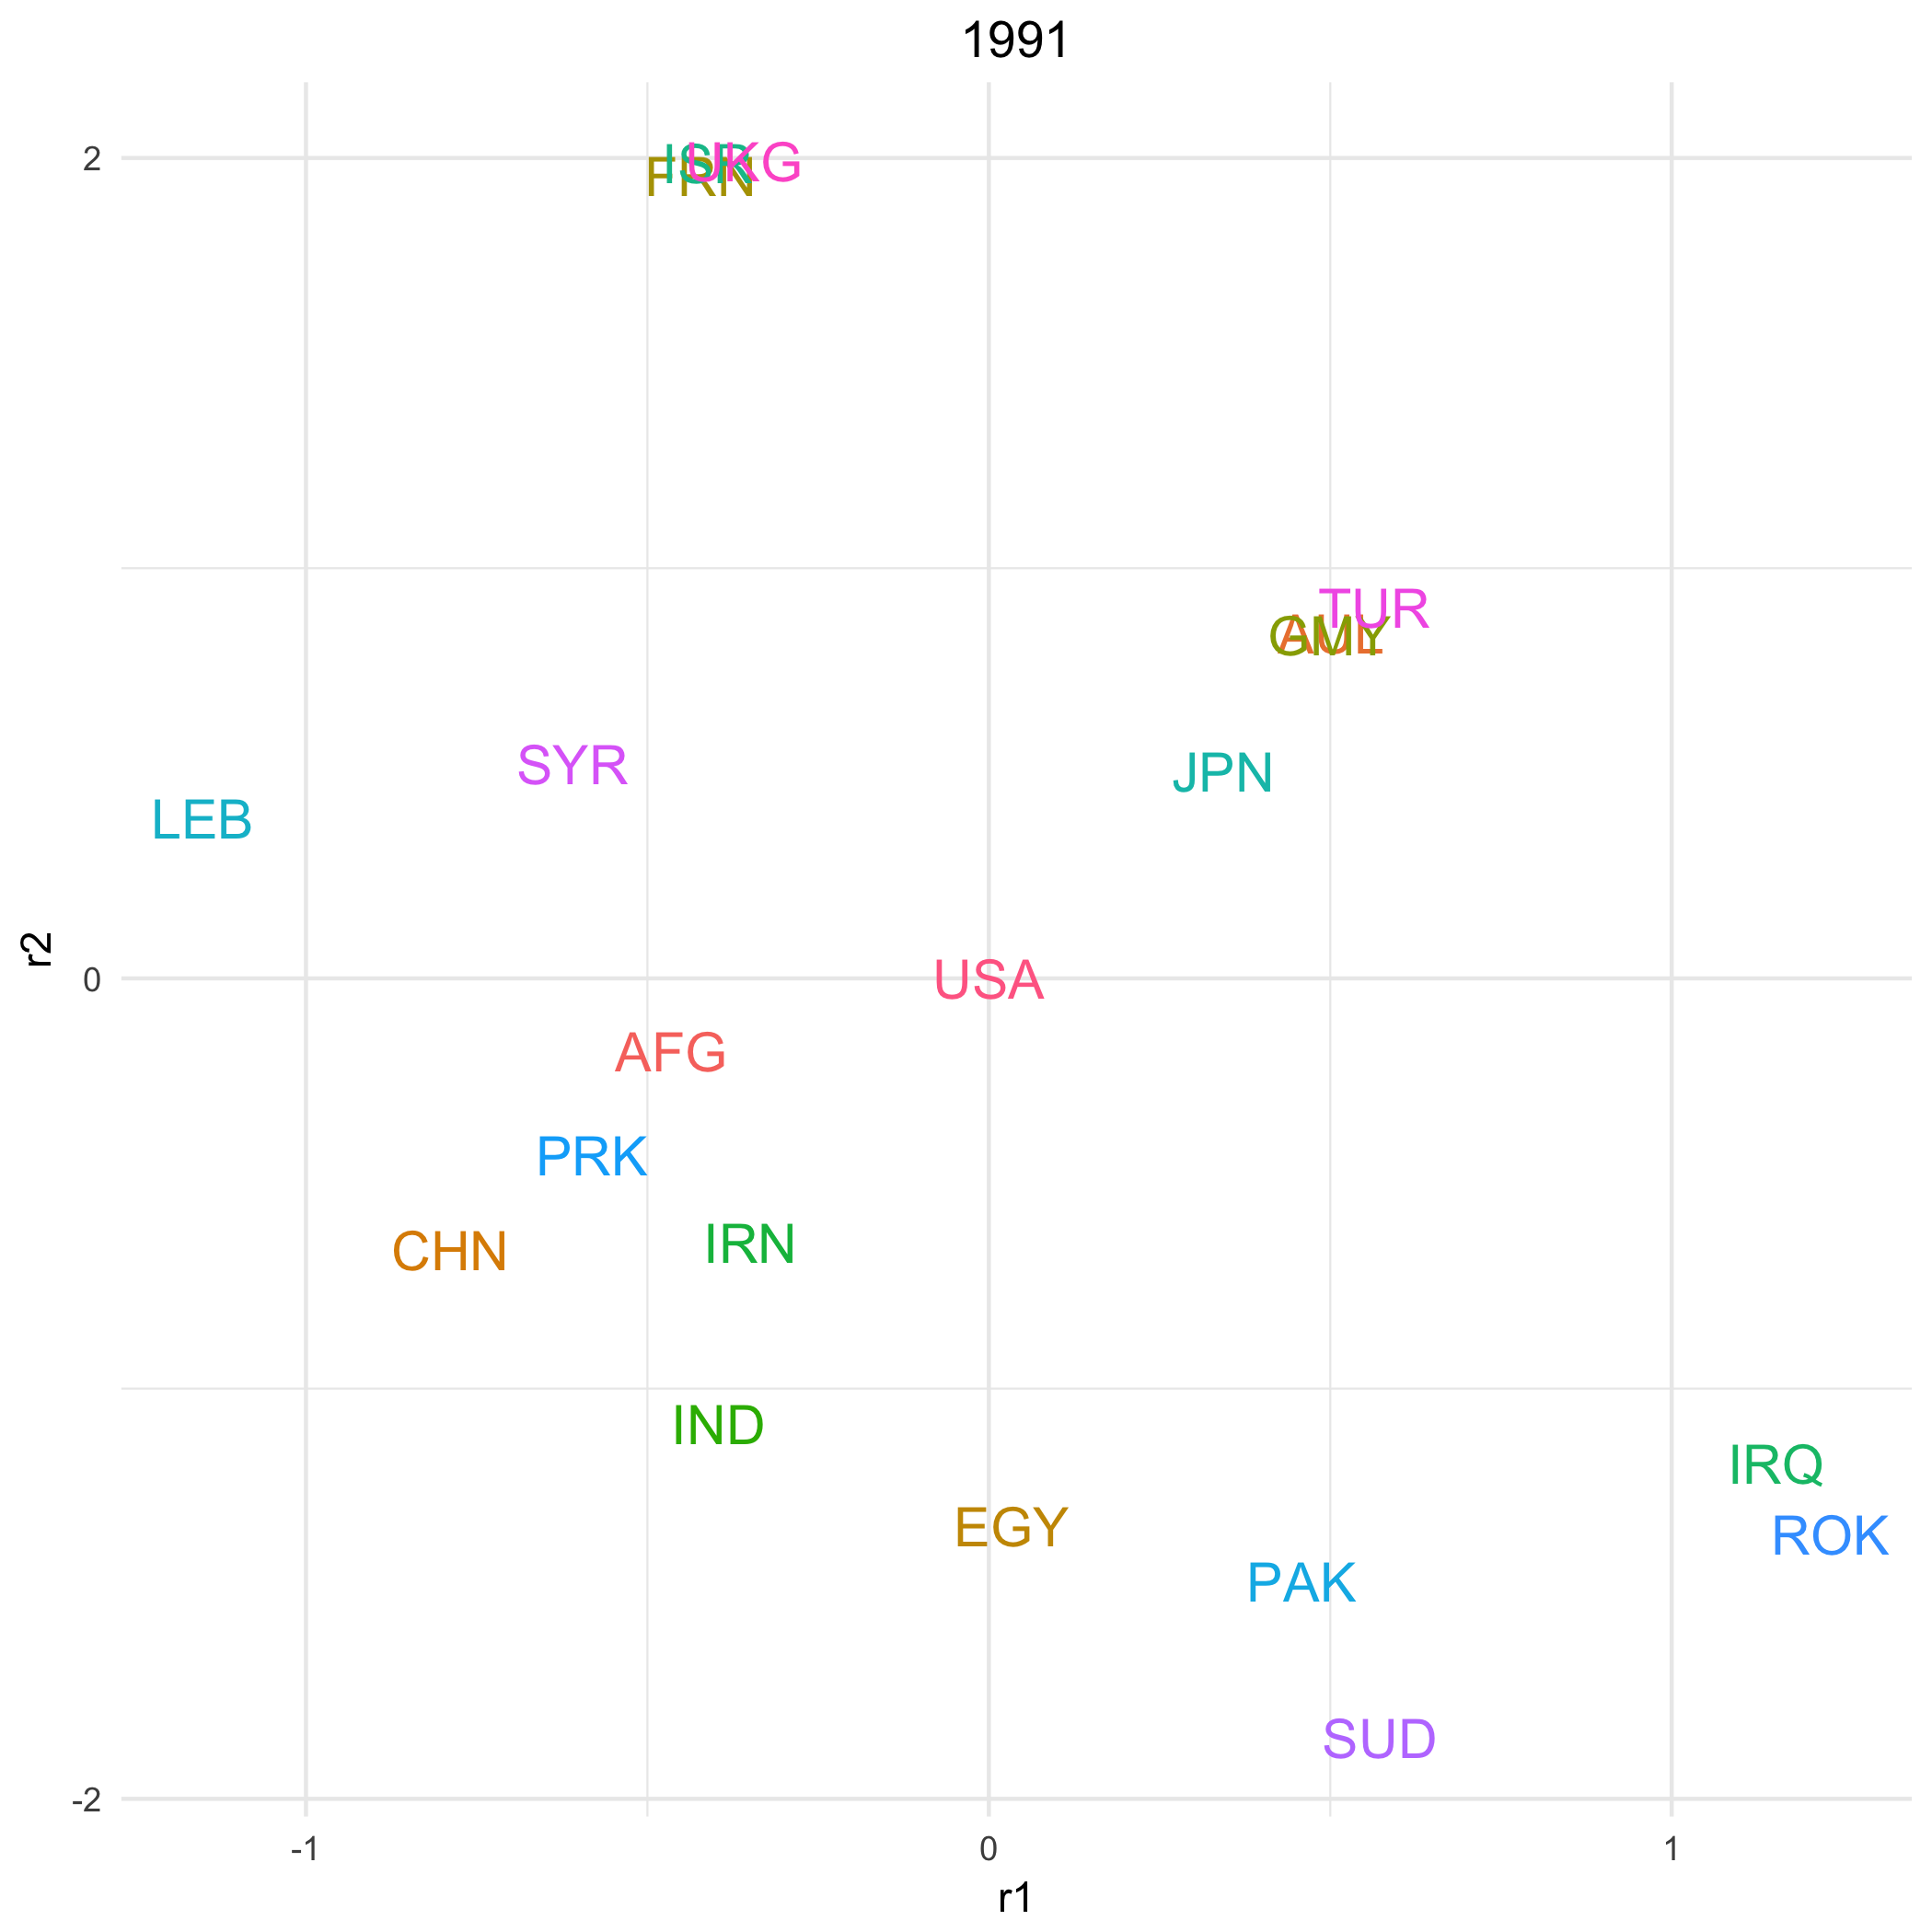 1991
2
ISR
UKG
FRN
TUR
GMY
AUL
SYR
JPN
LEB
r2
0
USA
AFG
PRK
IRN
CHN
IND
IRQ
EGY
ROK
PAK
SUD
-2
-1
0
1
r1